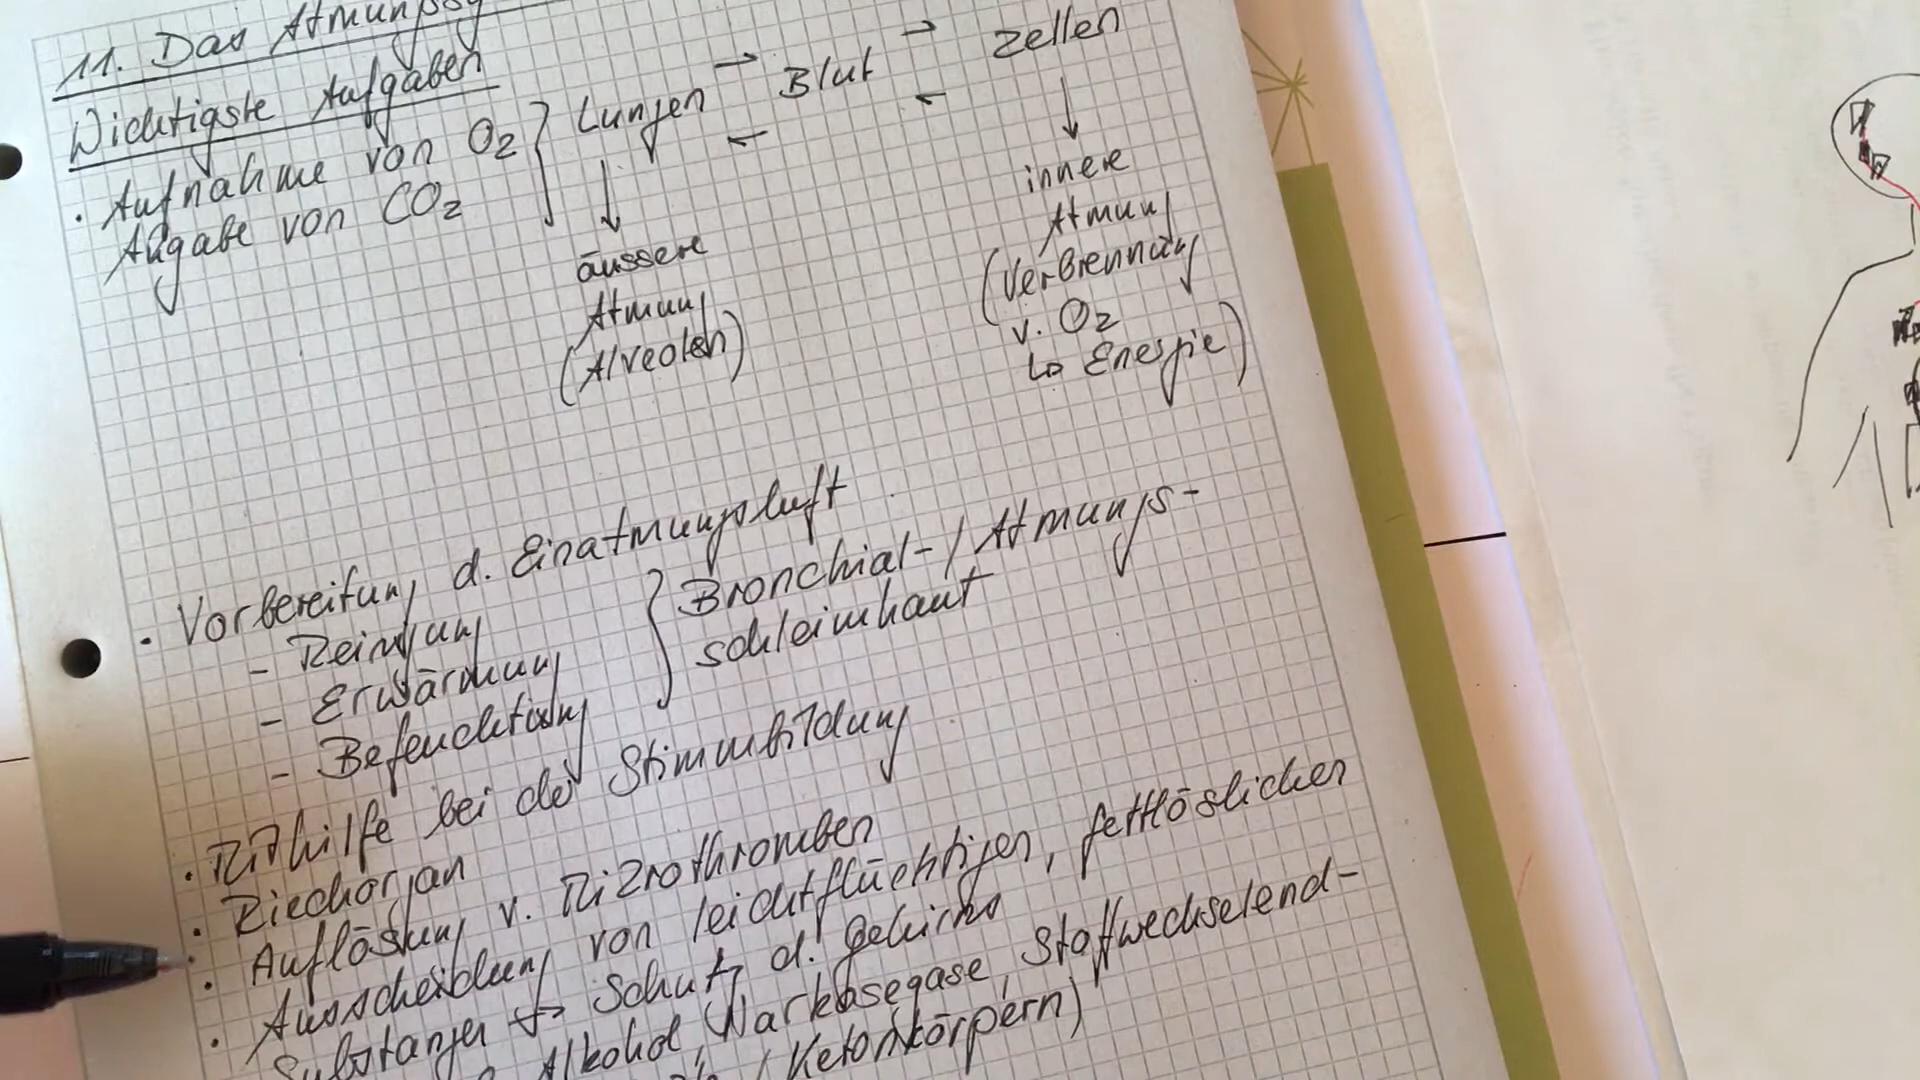 11. Das
Wichtigste Aufgaben
· Aufnahme von O2 } Lungen → Blut → Zellen
Abgabe von CO2 ← ←
↓ ↓
äussere
Atmung
(Alveolen)
innere
Atmung
(Verbrennung
v. O2
↳ Energie)
· Vorbereitung d. Einatmungsluft
- Reinigung } Bronchial-/Atmungs-
- Erwärmung schleimhaut
- Befeuchtung
· Mithilfe bei der Stimmbildung
· Riechorgan
· Auflösung v. Mikrothromben
· Ausscheidung von leichtflüchtigen, fettlöslichen
Substanzen → Schutz d. Gehirns
Alkohol, Narkosegase, Stoffwechselend-
Ketonkörpern)